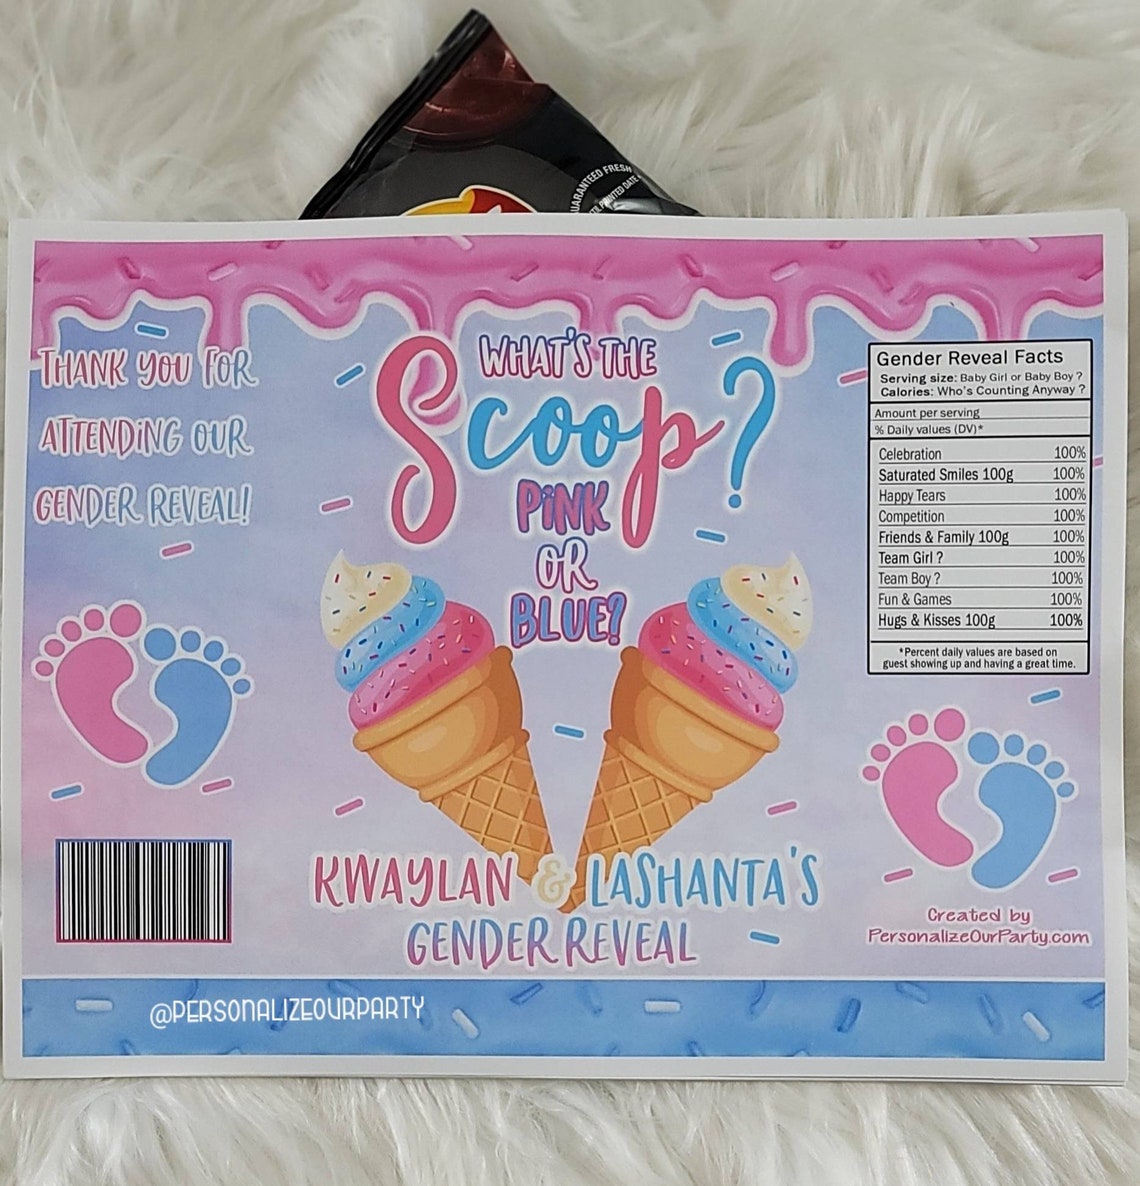 GUARANTEED FRESH
PRINTED DATE
THANK YOU FOR
ATTENDING OUR
GENDER REVEAL!
WHAT'S THE
Scoop?
PINK
OR
BLUE?
KWAYLAN & LASHANTA'S
GENDER REVEAL
Gender Reveal Facts
Serving size: Baby Girl or Baby Boy ?
Calories: Who's Counting Anyway ?
Amount per serving
% Daily values (DV)*
Celebration 100%
Saturated Smiles 100g 100%
Happy Tears 100%
Competition 100%
Friends & Family 100g 100%
Team Girl ? 100%
Team Boy ? 100%
Fun & Games 100%
Hugs & Kisses 100g 100%
*Percent daily values are based on
guest showing up and having a great time.
Created by
PersonalizeOurParty.com
@PERSONALIZEOURPARTY